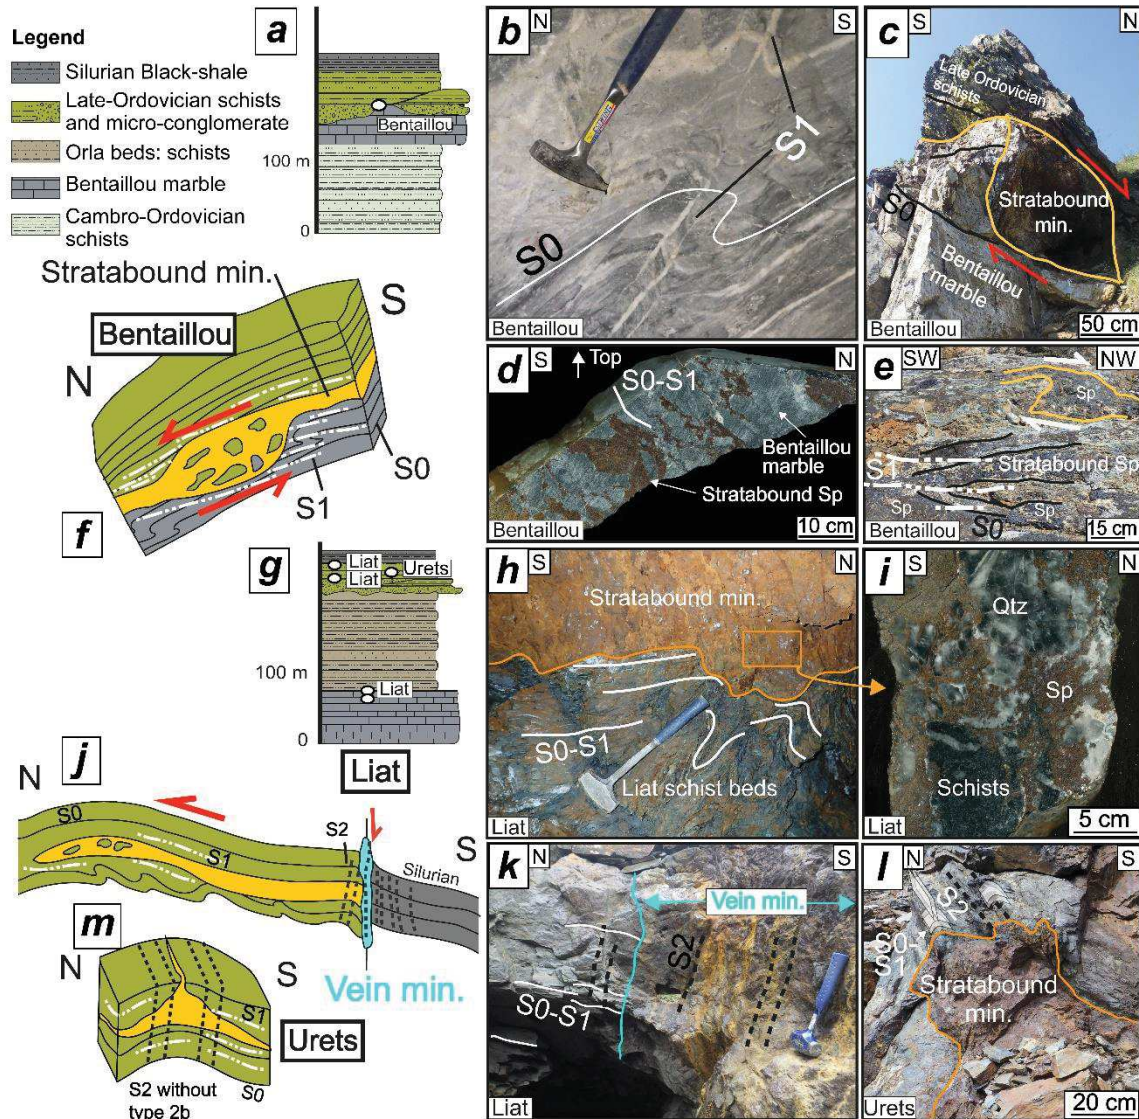 Legend
Silurian Black-shale
Late-Ordovician schists
and micro-conglomerate
Orla beds: schists
Bentaillou marble
Cambro-Ordovician
schists
a
Bentaillou
100 m
0
Stratabound min.
Bentaillou
N
S
S0
S1
f
g
Liat
Liat
Urets
100 m
Liat
0
Liat
j
N
S0
S1
S2
S
Silurian
Vein min.
m
N
S
S1
S0
Urets
S2 without
type 2b
b
N
S
S1
S0
Bentaillou
c
S
N
Late Ordovician
schists
Stratabound
min.
S0
Bentaillou
marble
Bentaillou
50 cm
d
S
Top
N
S0-S1
Bentaillou
marble
Stratabound Sp
Bentaillou
10 cm
e
SW
NW
Sp
S1
Stratabound Sp
Sp
Sp
S0
Bentaillou
15 cm
h
S
N
Stratabound min.
S0-S1
Liat schist beds
Liat
i
S
N
Qtz
Sp
Schists
Liat
5 cm
k
N
S
Vein min.
S2
S0-S1
Liat
l
N
S
S2
S0-
S1
Stratabound
min.
Urets
20 cm